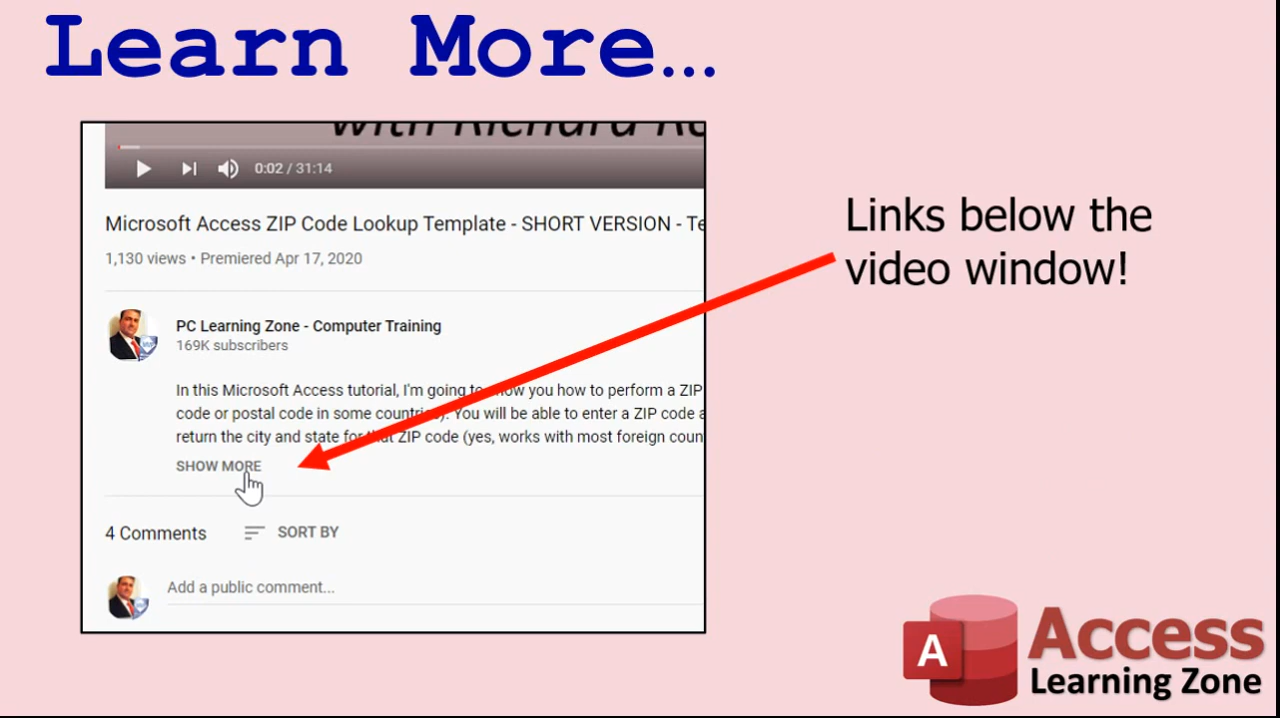 Learn More...
with Richard
0:02 / 31:14
Microsoft Access ZIP Code Lookup Template - SHORT VERSION - Te
1,130 views • Premiered Apr 17, 2020
PC Learning Zone - Computer Training
169K subscribers
In this Microsoft Access tutorial, I'm going to show you how to perform a ZIP
code or postal code in some countries). You will be able to enter a ZIP code a
return the city and state for that ZIP code (yes, works with most foreign coun
SHOW MORE
4 Comments SORT BY
Add a public comment...
Links below the
video window!
A
Access
Learning Zone